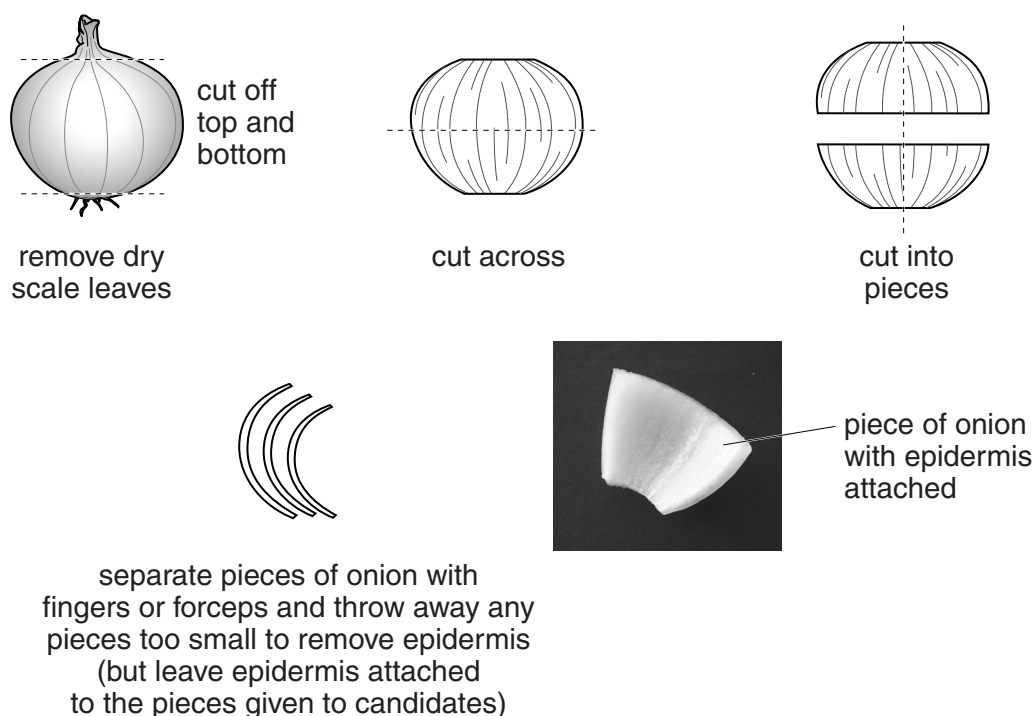 cut off
top and
bottom
remove dry
scale leaves
cut across
cut into
pieces
piece of onion
with epidermis
attached
separate pieces of onion with
fingers or forceps and throw away any
pieces too small to remove epidermis
(but leave epidermis attached
to the pieces given to candidates)